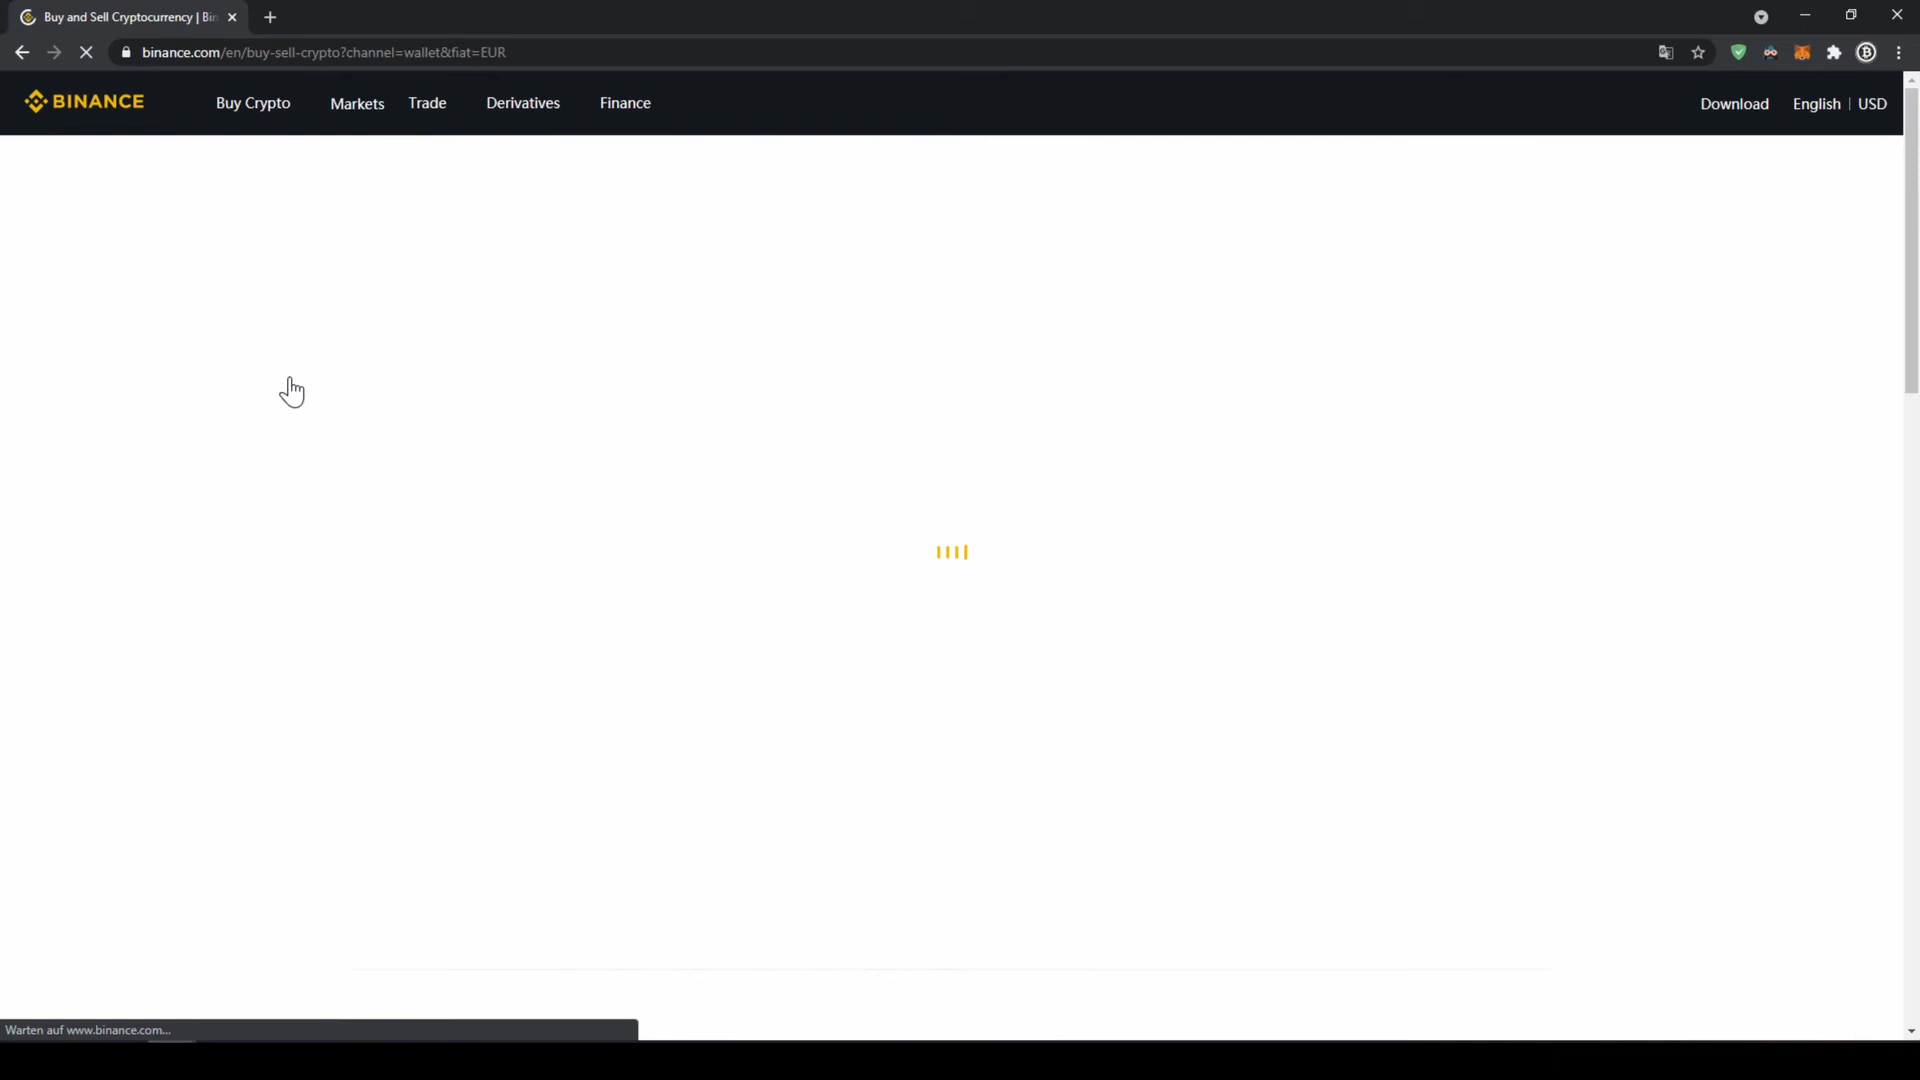 Buy and Sell Cryptocurrency | Bin
binance.com/en/buy-sell-crypto?channel=wallet&fiat=EUR
BINANCE
Buy Crypto
Markets
Trade
Derivatives
Finance
Download
English | USD
Warten auf www.binance.com...